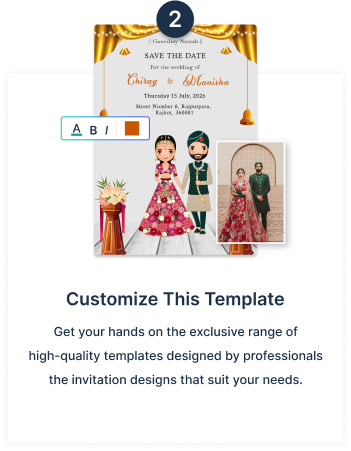 2
|| Ganeshay Namah ||
SAVE THE DATE
For the wedding of
Chirag & Manisha
Thursday 15 July, 2026
Street Number 6, Rajputpara,
Rajkot, 360001
A B I
Customize This Template
Get your hands on the exclusive range of
high-quality templates designed by professionals
the invitation designs that suit your needs.